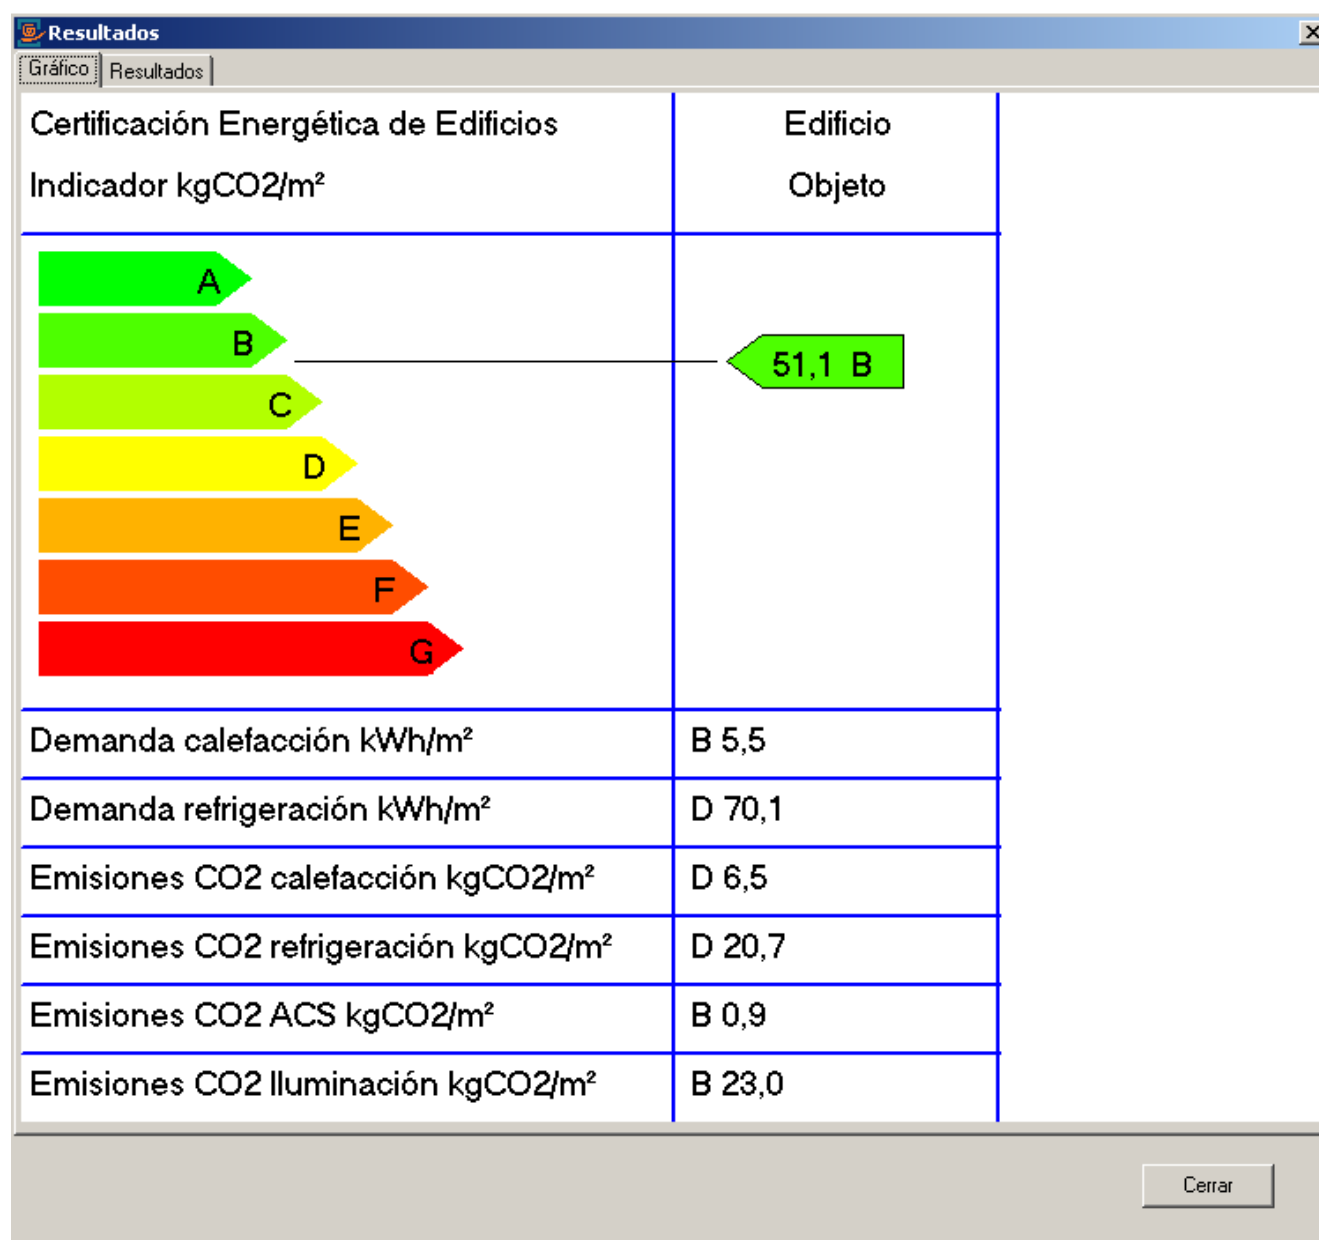 Resultados
Gráfico Resultados
Certificación Energética de Edificios
Indicador kgCO2/m²
Edificio
Objeto
A
B
C
D
E
F
G
51,1 B
Demanda calefacción kWh/m² B 5,5
Demanda refrigeración kWh/m² D 70,1
Emisiones CO2 calefacción kgCO2/m² D 6,5
Emisiones CO2 refrigeración kgCO2/m² D 20,7
Emisiones CO2 ACS kgCO2/m² B 0,9
Emisiones CO2 Iluminación kgCO2/m² B 23,0
Cerrar